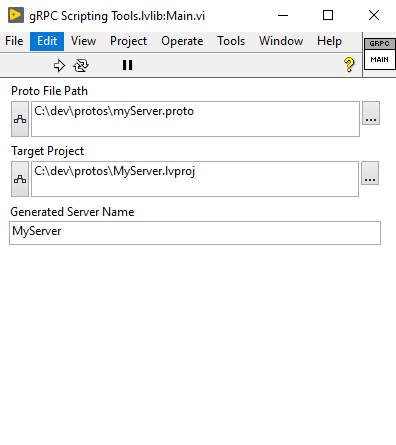 gRPC Scripting Tools.lvlib:Main.vi
File Edit View Project Operate Tools Window Help
GRPC
MAIN
?
Proto File Path
C:\dev\protos\myServer.proto
...
Target Project
C:\dev\protos\MyServer.lvproj
...
Generated Server Name
MyServer